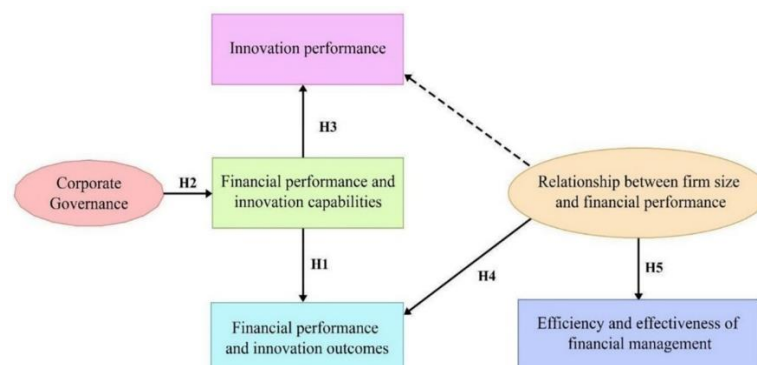 Innovation performance
H3
Corporate
Governance
H2
Financial performance and
innovation capabilities
Relationship between firm size
and financial performance
H1
H4
H5
Financial performance
and innovation outcomes
Efficiency and effectiveness of
financial management